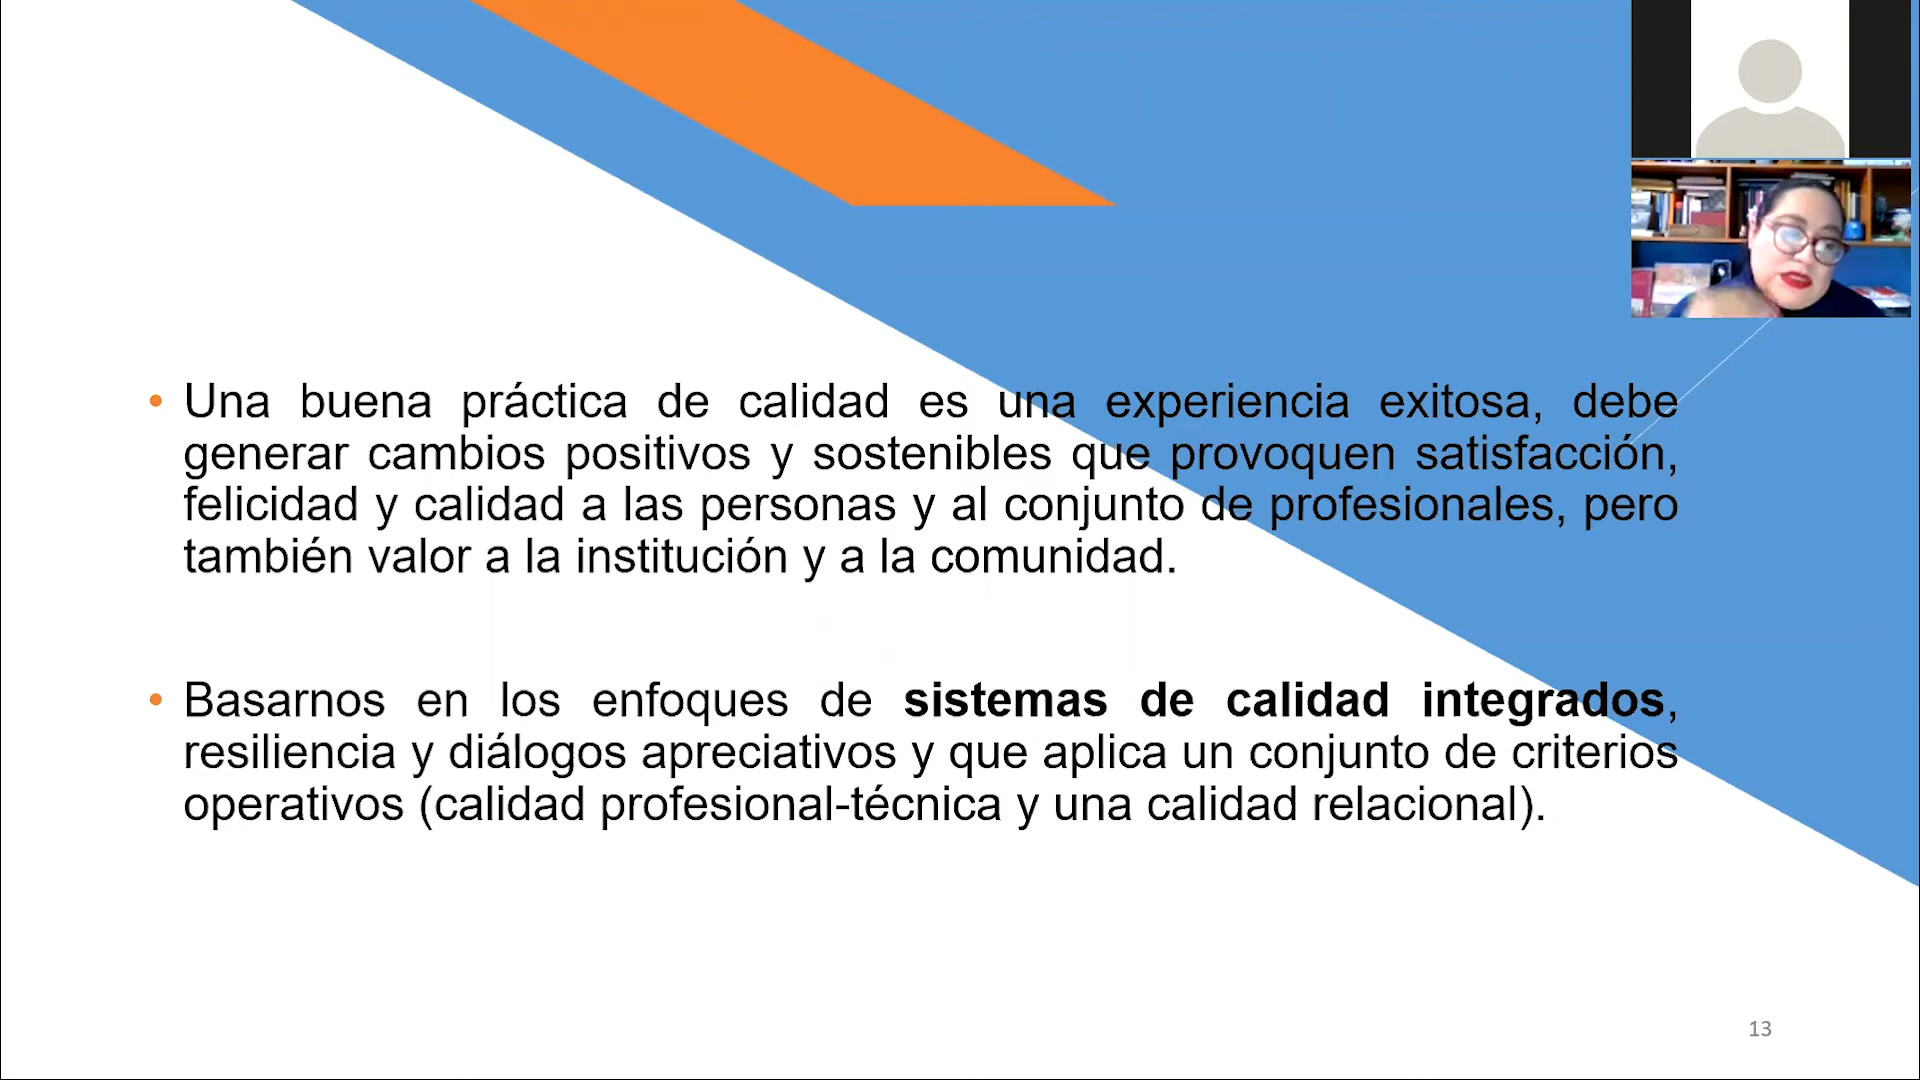 • Una buena práctica de calidad es una experiencia exitosa, debe
generar cambios positivos y sostenibles que provoquen satisfacción,
felicidad y calidad a las personas y al conjunto de profesionales, pero
también valor a la institución y a la comunidad.
• Basarnos en los enfoques de sistemas de calidad integrados,
resiliencia y diálogos apreciativos y que aplica un conjunto de criterios
operativos (calidad profesional-técnica y una calidad relacional).
13